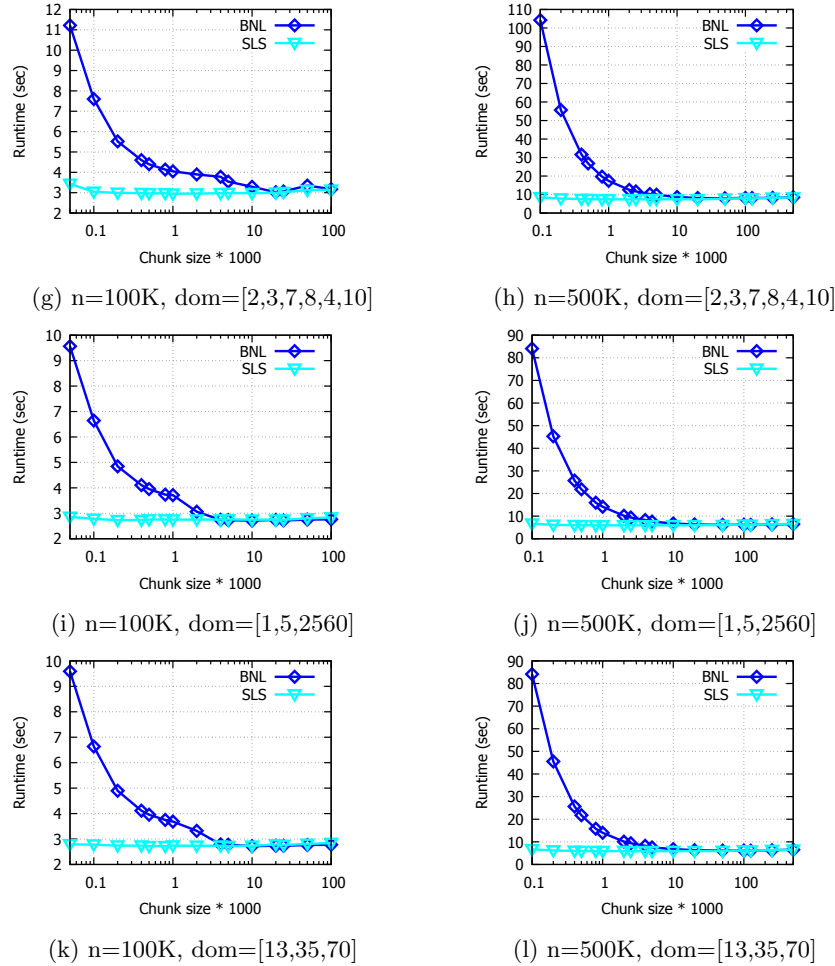 12
11
10
9
8
7
6
5
4
3
2
Runtime (sec)
BNL
SLS
0.1 1 10 100
Chunk size * 1000
(g) n=100K, dom=[2,3,7,8,4,10]
110
100
90
80
70
60
50
40
30
20
10
0
Runtime (sec)
BNL
SLS
0.1 1 10 100
Chunk size * 1000
(h) n=500K, dom=[2,3,7,8,4,10]
10
9
8
7
6
5
4
3
2
Runtime (sec)
BNL
SLS
0.1 1 10 100
Chunk size * 1000
(i) n=100K, dom=[1,5,2560]
90
80
70
60
50
40
30
20
10
0
Runtime (sec)
BNL
SLS
0.1 1 10 100
Chunk size * 1000
(j) n=500K, dom=[1,5,2560]
10
9
8
7
6
5
4
3
2
Runtime (sec)
BNL
SLS
0.1 1 10 100
Chunk size * 1000
(k) n=100K, dom=[13,35,70]
90
80
70
60
50
40
30
20
10
0
Runtime (sec)
BNL
SLS
0.1 1 10 100
Chunk size * 1000
(l) n=500K, dom=[13,35,70]